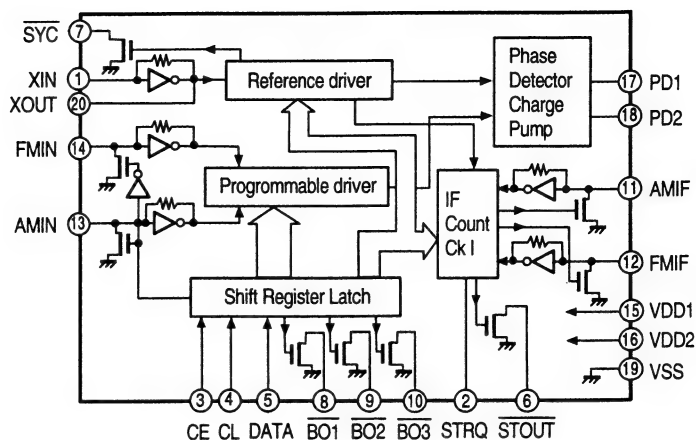 SYC
7
XIN
1
XOUT
20
FMIN
14
AMIN
13
Reference driver
Phase
Detector
Charge
Pump
17 PD1
18 PD2
Progrommable driver
IF
Count
Ck I
11 AMIF
12 FMIF
Shift Register Latch
15 VDD1
16 VDD2
19 VSS
3 4 5 8 9 10 2 6
CE CL DATA BO1 BO2 BO3 STRQ STOUT